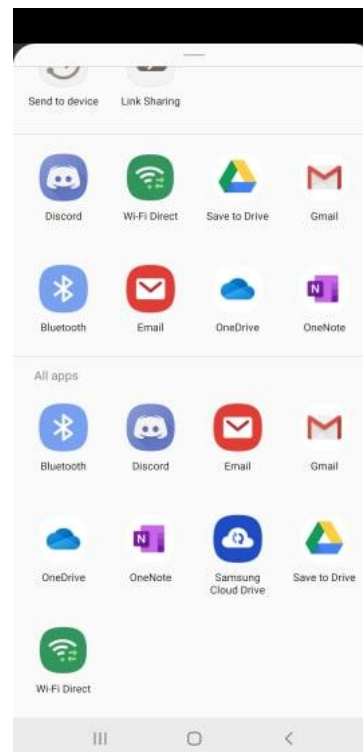 Send to device Link Sharing
Discord Wi-Fi Direct Save to Drive Gmail
Bluetooth Email OneDrive OneNote
N
All apps
Bluetooth Discord Email Gmail
N
OneDrive OneNote Samsung Cloud Drive Save to Drive
Wi-Fi Direct